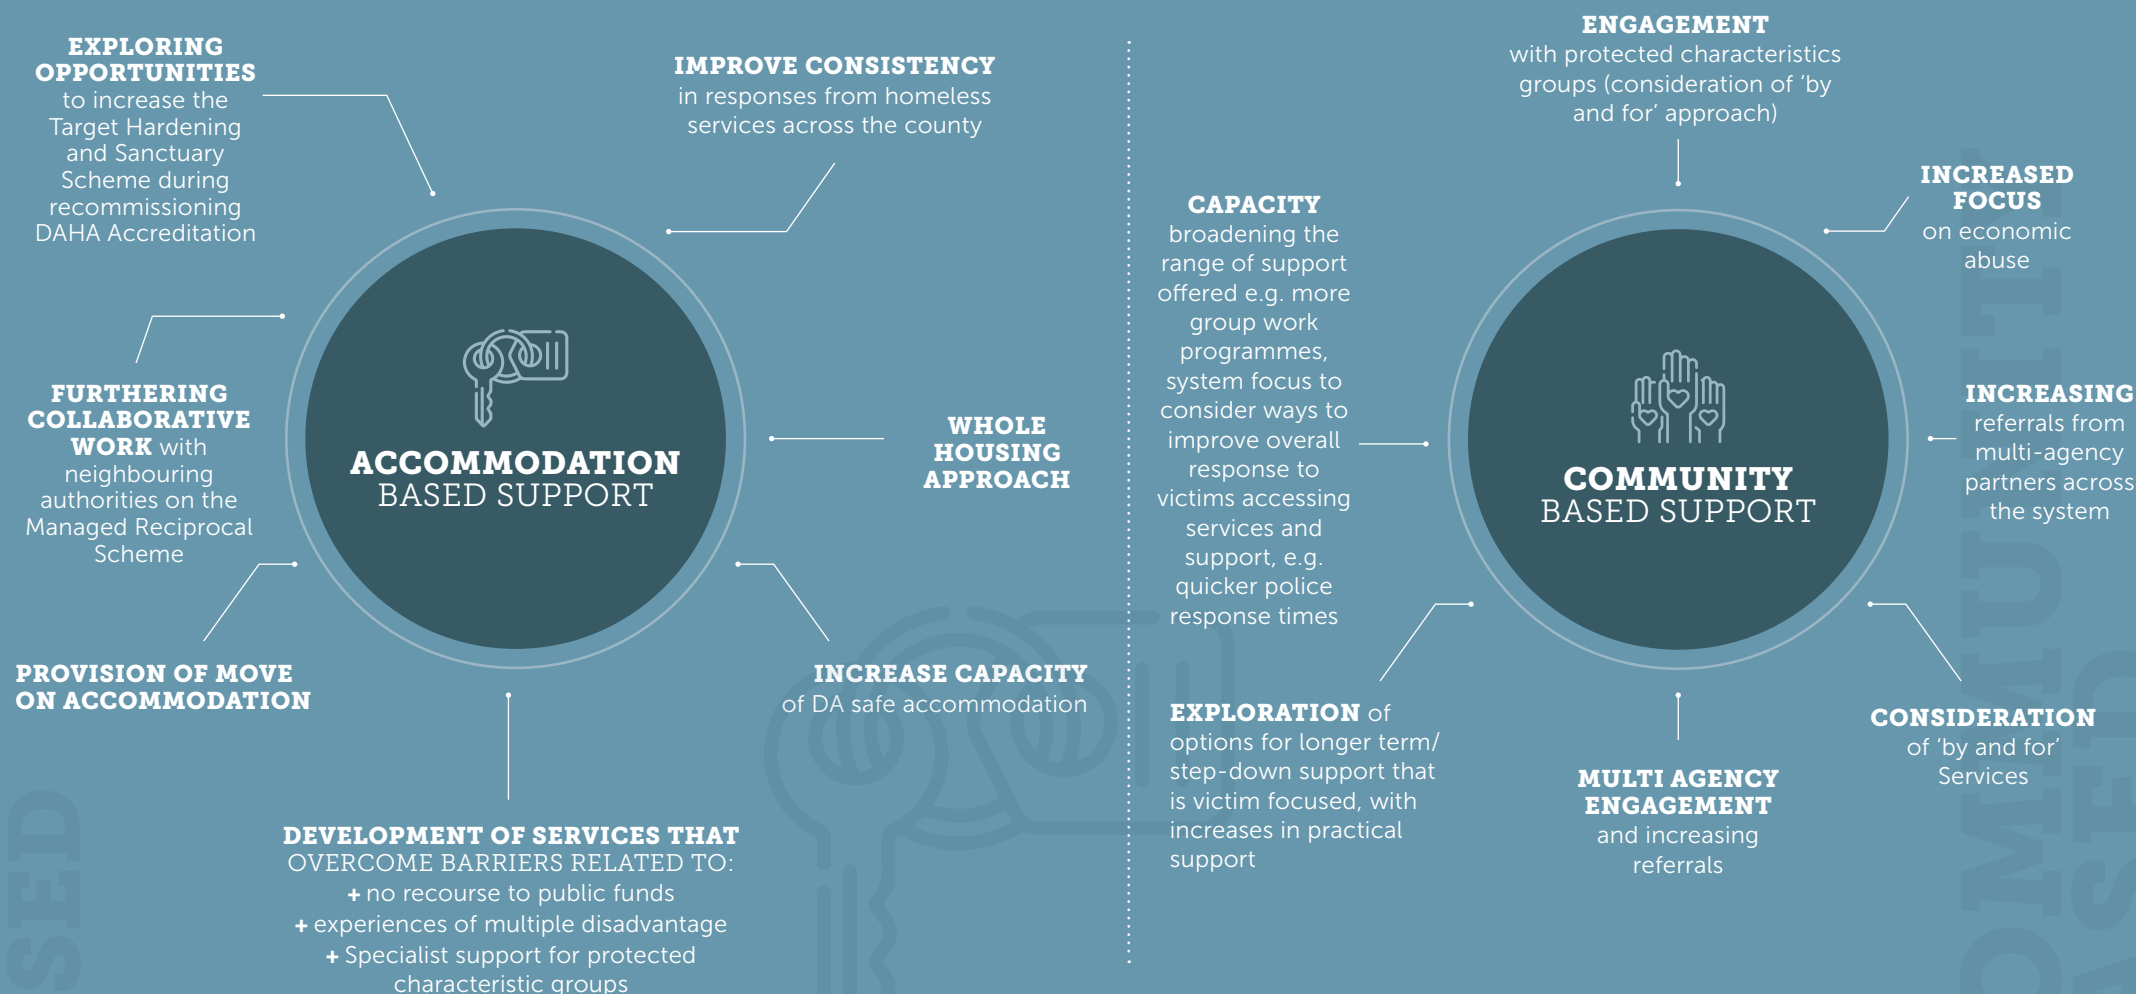 EXPLORING
OPPORTUNITIES
to increase the
Target Hardening
and Sanctuary
Scheme during
recommissioning
DAHA Accreditation
IMPROVE CONSISTENCY
in responses from homeless
services across the county
FURTHERING
COLLABORATIVE
WORK with
neighbouring
authorities on the
Managed Reciprocal
Scheme
ACCOMMODATION
BASED SUPPORT
WHOLE
HOUSING
APPROACH
PROVISION OF MOVE
ON ACCOMMODATION
INCREASE CAPACITY
of DA safe accommodation
DEVELOPMENT OF SERVICES THAT
OVERCOME BARRIERS RELATED TO:
+ no recourse to public funds
+ experiences of multiple disadvantage
+ Specialist support for protected
characteristic groups
SED
ENGAGEMENT
with protected characteristics
groups (consideration of ‘by
and for’ approach)
CAPACITY
broadening the
range of support
offered e.g. more
group work
programmes,
system focus to
consider ways to
improve overall
response to
victims accessing
services and
support, e.g.
quicker police
response times
INCREASED
FOCUS
on economic
abuse
COMMUNITY
BASED SUPPORT
INCREASING
referrals from
multi-agency
partners across
the system
EXPLORATION of
options for longer term/
step-down support that
is victim focused, with
increases in practical
support
MULTI AGENCY
ENGAGEMENT
and increasing
referrals
CONSIDERATION
of ‘by and for’
Services
OMMUNITY
ASED